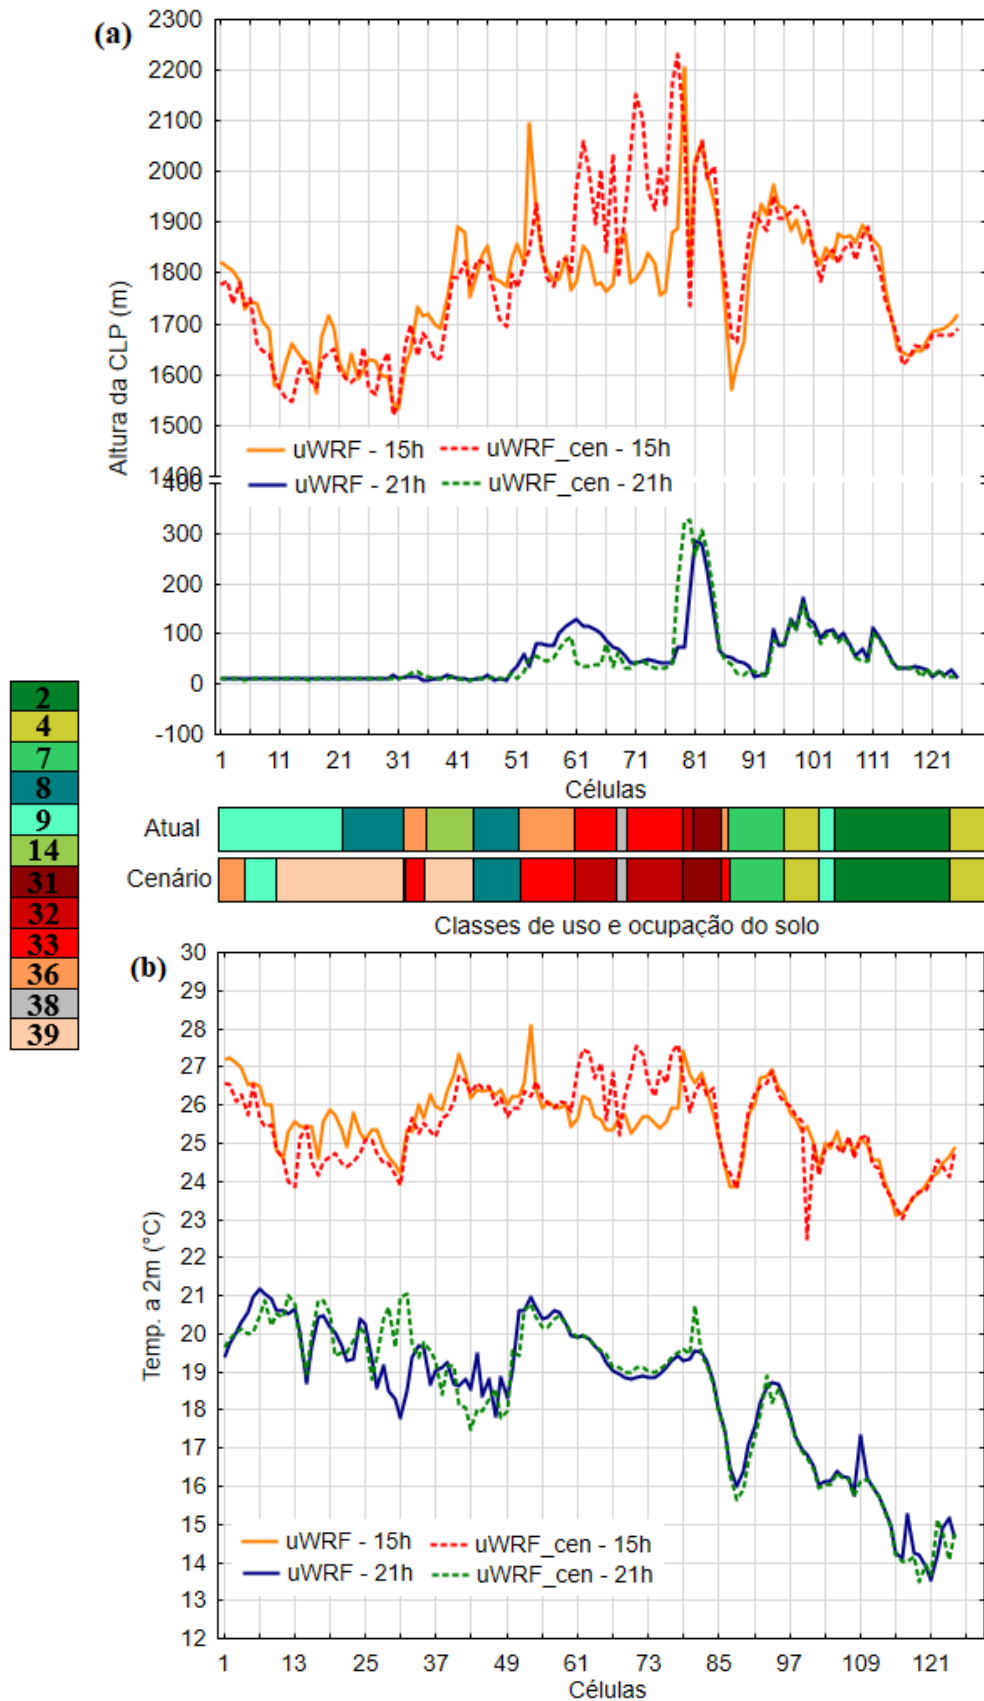 (a)
2300
2200
2100
2000
1900
1800
1700
1600
1500
1400
Altura da CLP (m)
uWRF - 15h
uWRF_cen - 15h
uWRF - 21h
uWRF_cen - 21h
400
300
200
100
0
-100
1 11 21 31 41 51 61 71 81 91 101 111 121
Células
2
4
7
8
9
14
31
32
33
36
38
39
Atual
Cenário
Classes de uso e ocupação do solo
(b)
30
29
28
27
26
25
24
23
22
21
20
19
18
17
16
15
14
13
12
Temp. a 2m (°C)
uWRF - 15h
uWRF_cen - 15h
uWRF - 21h
uWRF_cen - 21h
1 13 25 37 49 61 73 85 97 109 121
Células